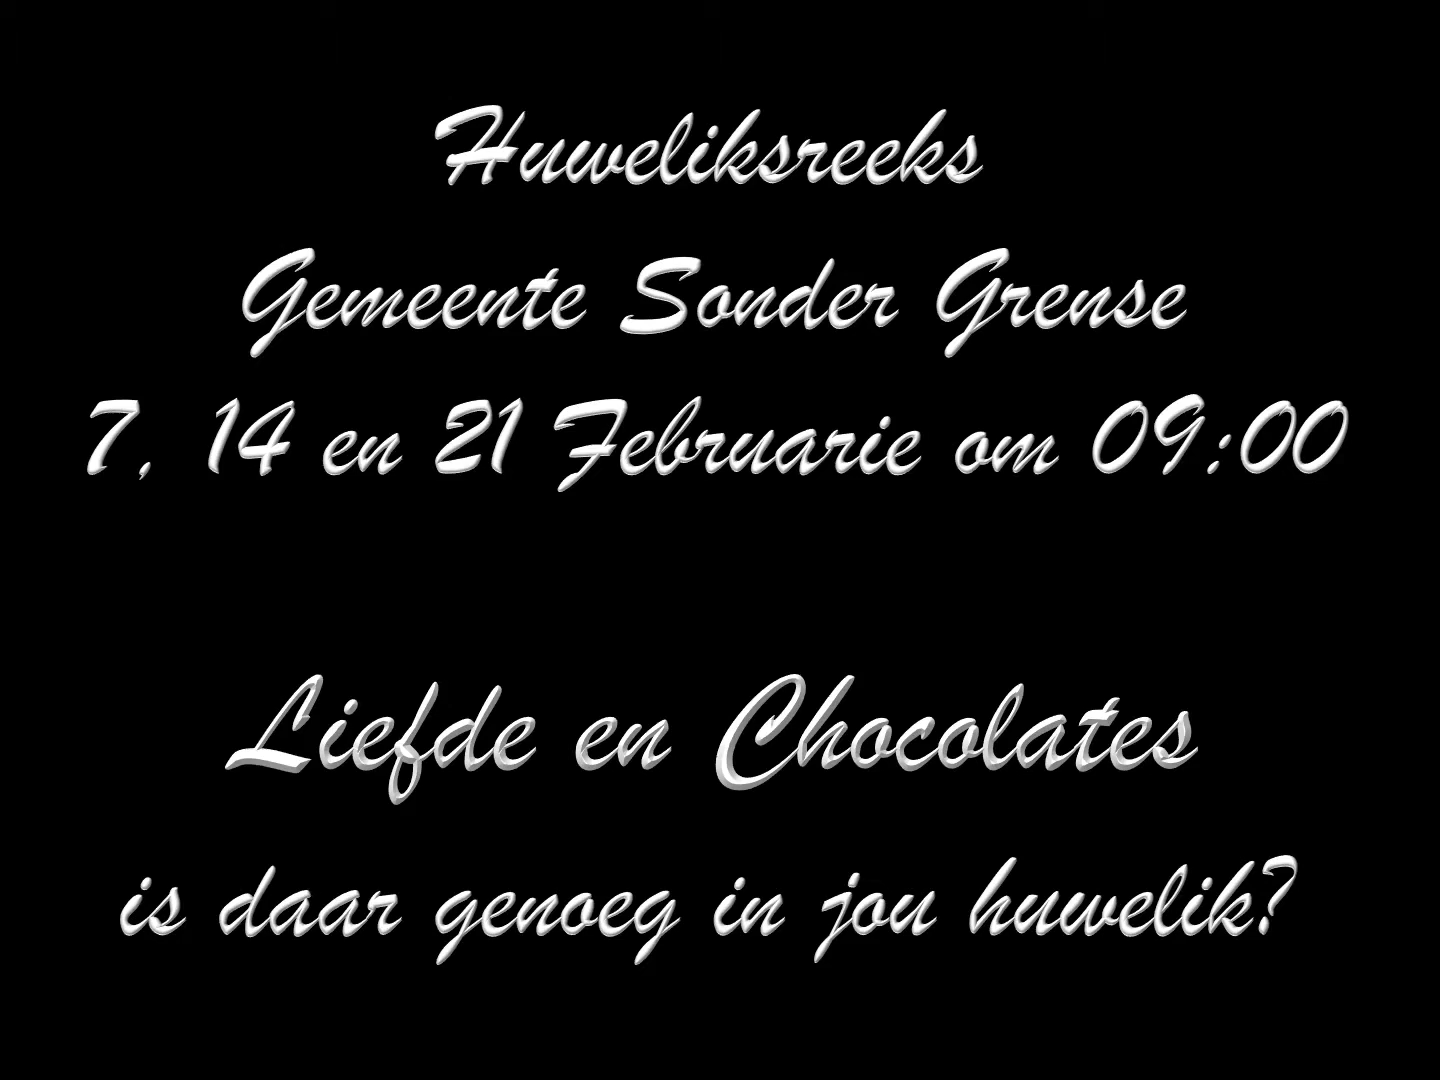 Huweliksreeks
Gemeente Sonder Grense
7, 14 en 21 Februarie om 09:00
Liefde en Chocolates
is daar genoeg in jou huwelik?